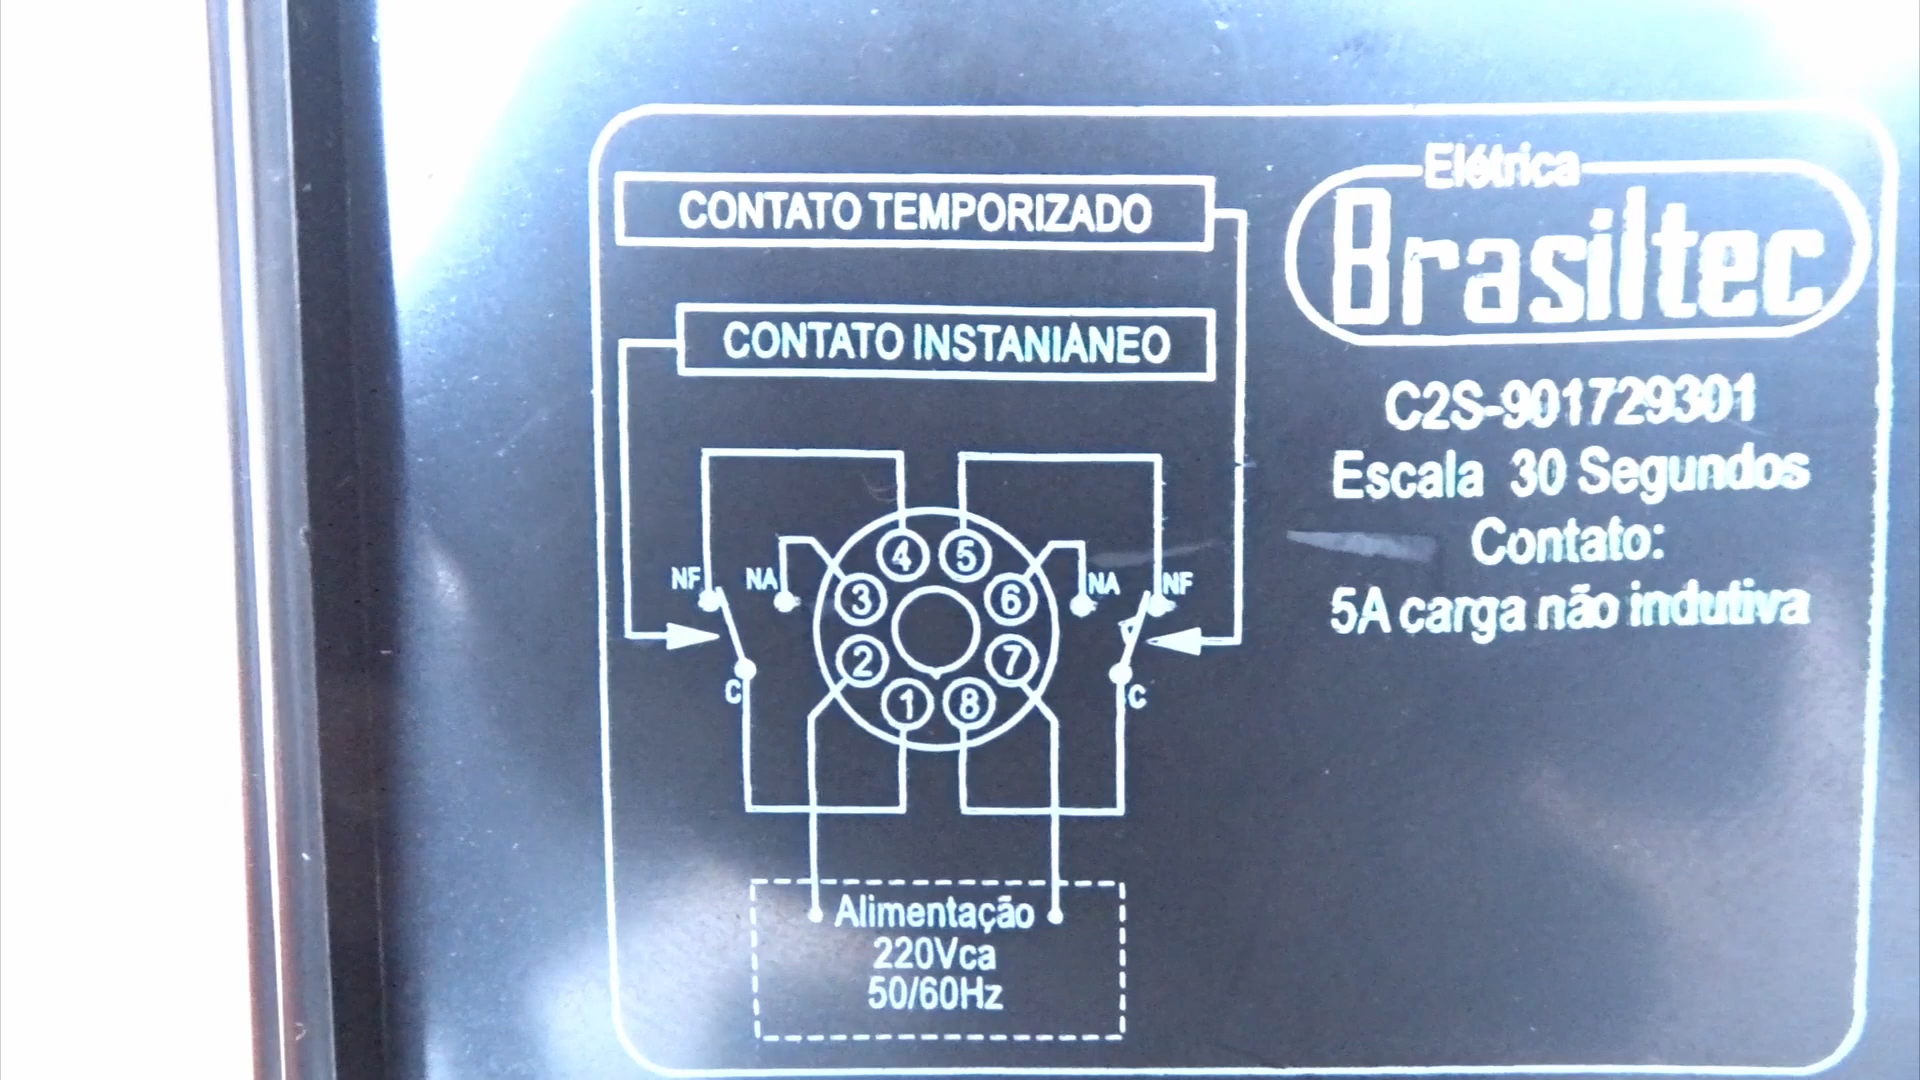 CONTATO TEMPORIZADO
CONTATO INSTANTÂNEO
NF
NA
4
5
NA
NF
3
6
2
7
C
1
8
C
Alimentação
220Vca
50/60Hz
Elétrica
Brasiltec
C2S-901729301
Escala 30 Segundos
Contato:
5A carga não indutiva